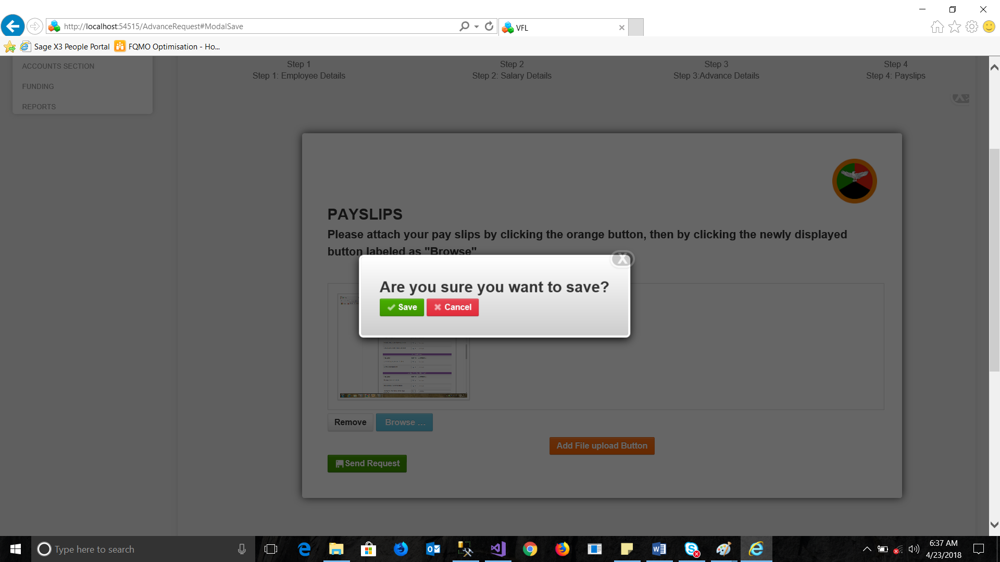 http://localhost:54515/AdvanceRequest#ModalSave
VFL
Sage X3 People Portal
FQMO Optimisation - Ho...
ACCOUNTS SECTION
FUNDING
REPORTS
Step 1
Step 1: Employee Details
Step 2
Step 2: Salary Details
Step 3
Step 3:Advance Details
Step 4
Step 4: Payslips
PAYSLIPS
Please attach your pay slips by clicking the orange button, then by clicking the newly displayed
button labeled as "Browse"
X
Are you sure you want to save?
Save
Cancel
Remove
Browse ...
Add File upload Button
Send Request
Type here to search
6:37 AM
4/23/2018